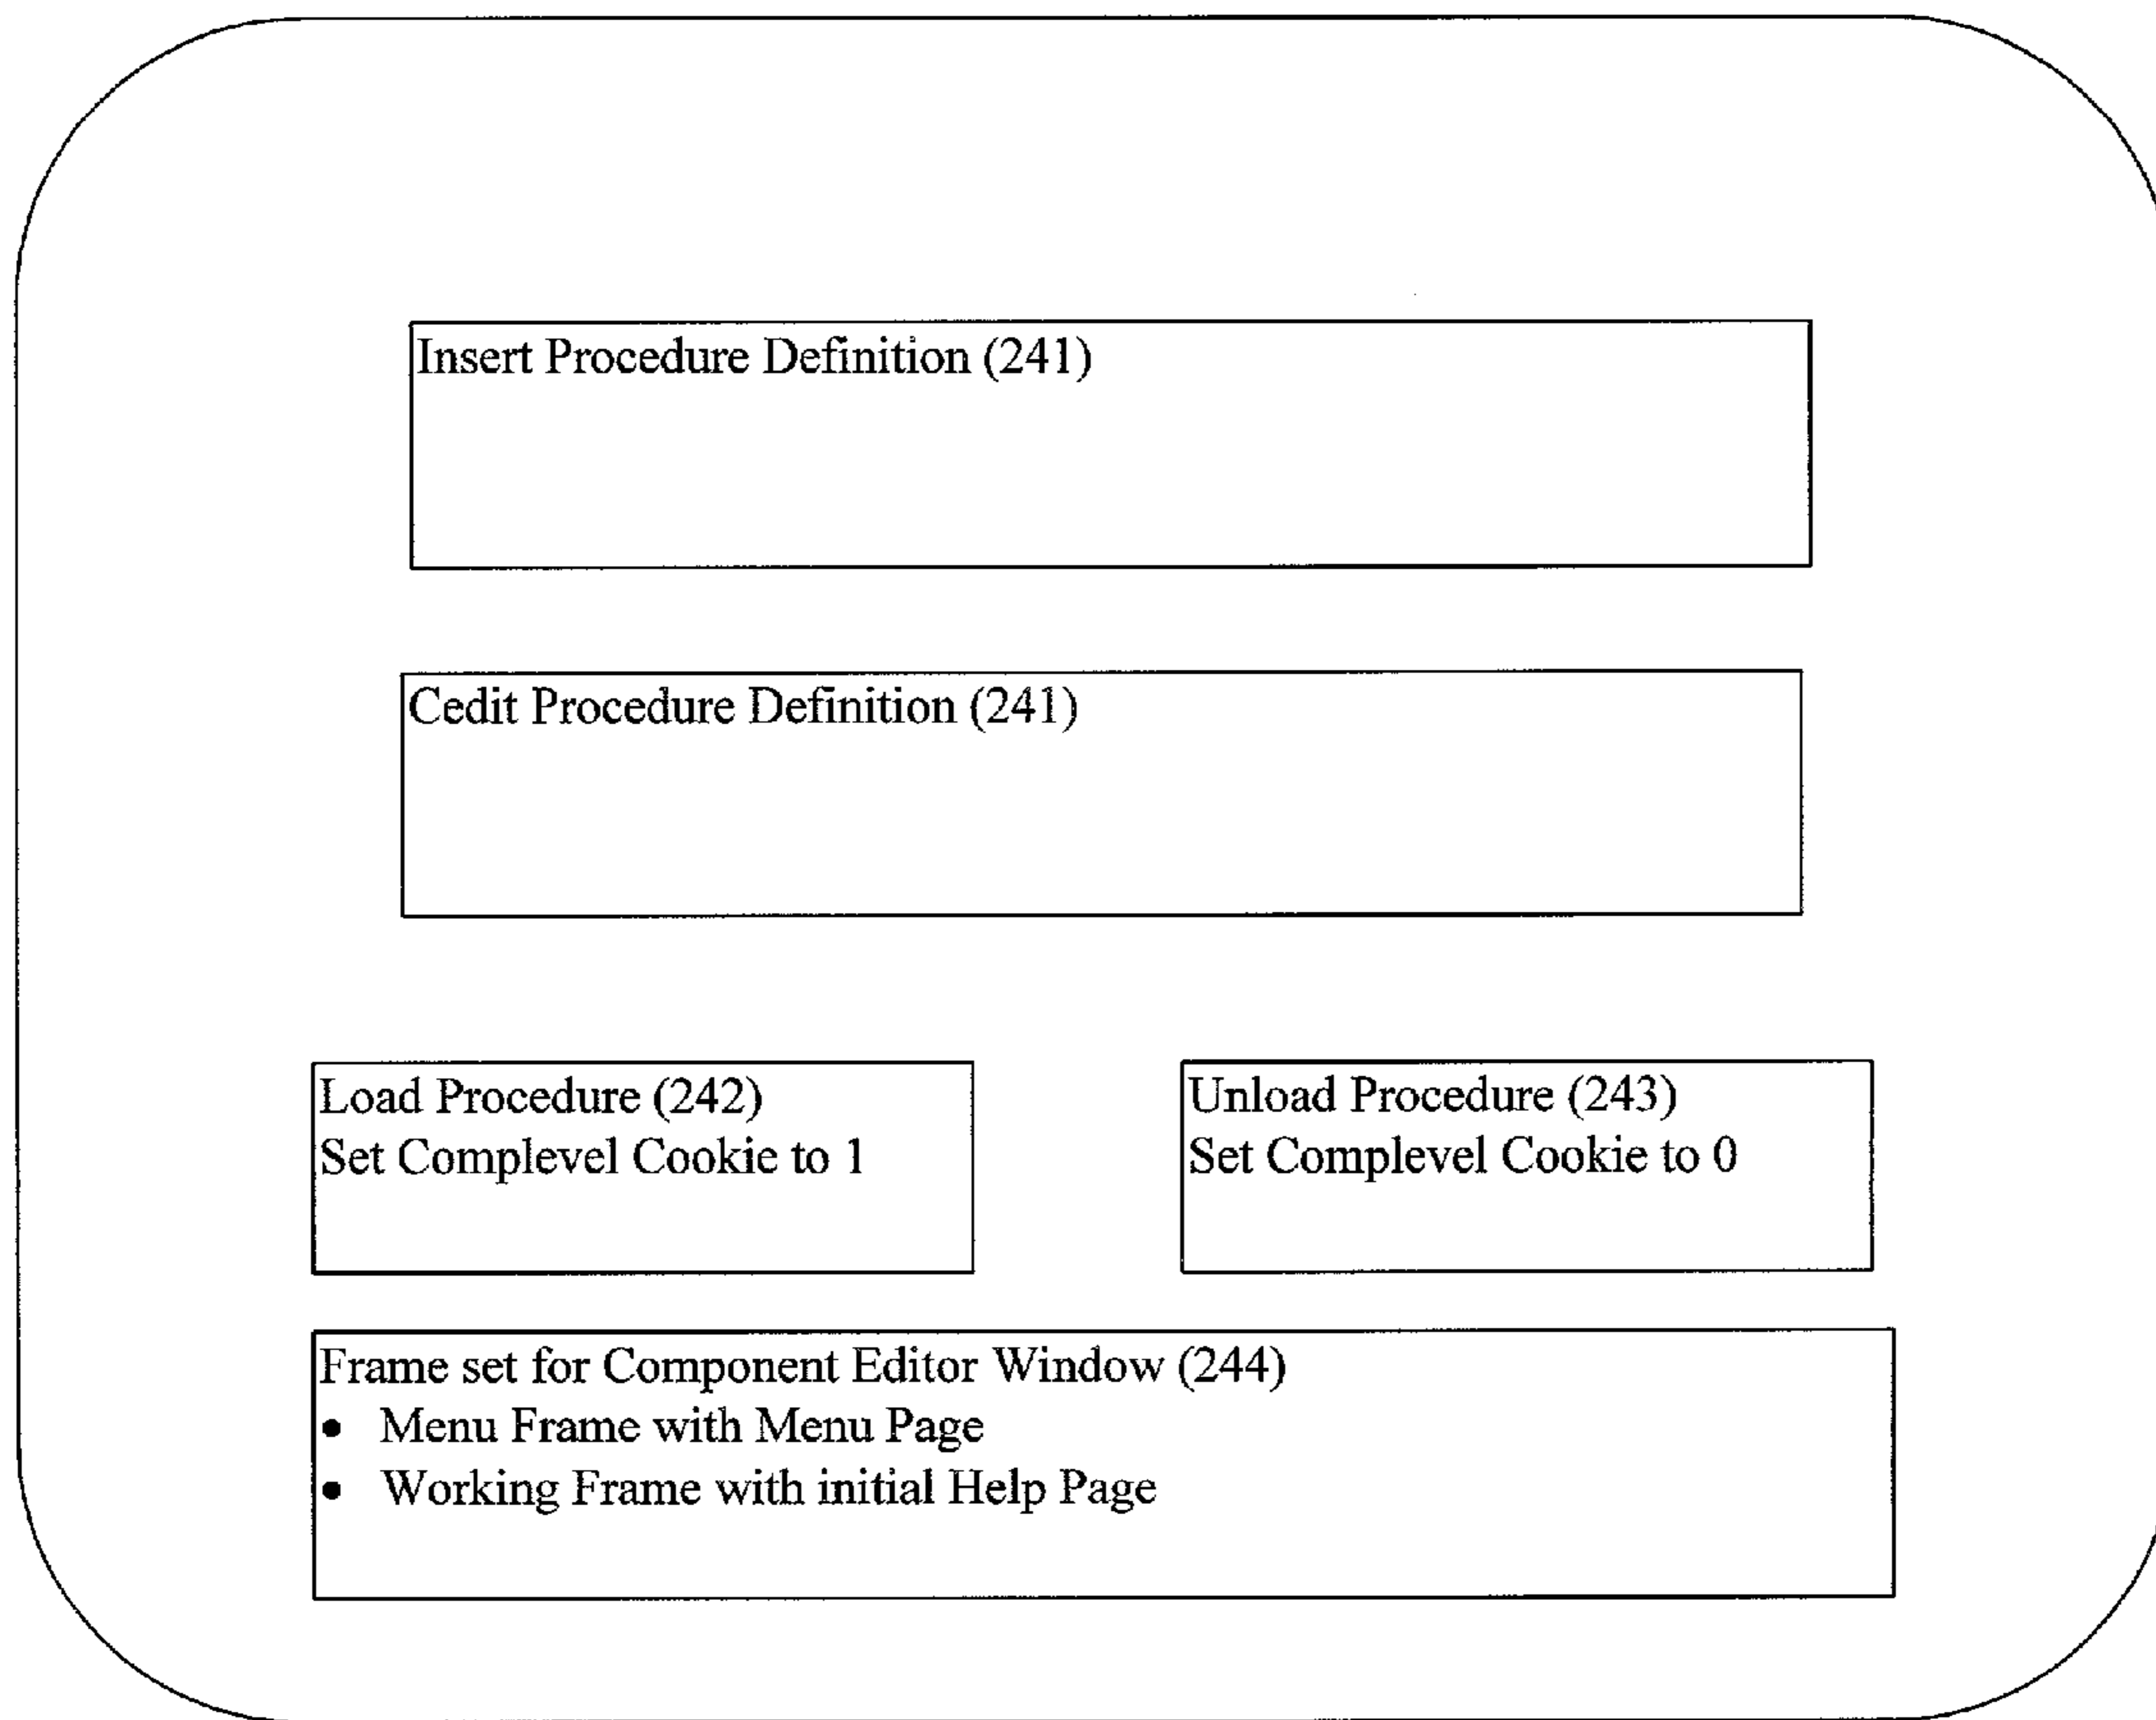 Insert Procedure Definition (241)
Cedit Procedure Definition (241)
Load Procedure (242)
Set Complevel Cookie to 1
Unload Procedure (243)
Set Complevel Cookie to 0
Frame set for Component Editor Window (244)
• Menu Frame with Menu Page
• Working Frame with initial Help Page